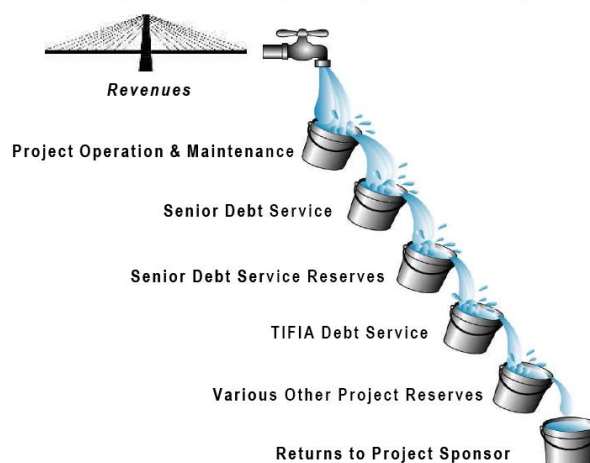 Revenues
Project Operation & Maintenance
Senior Debt Service
Senior Debt Service Reserves
TIFIA Debt Service
Various Other Project Reserves
Returns to Project Sponsor